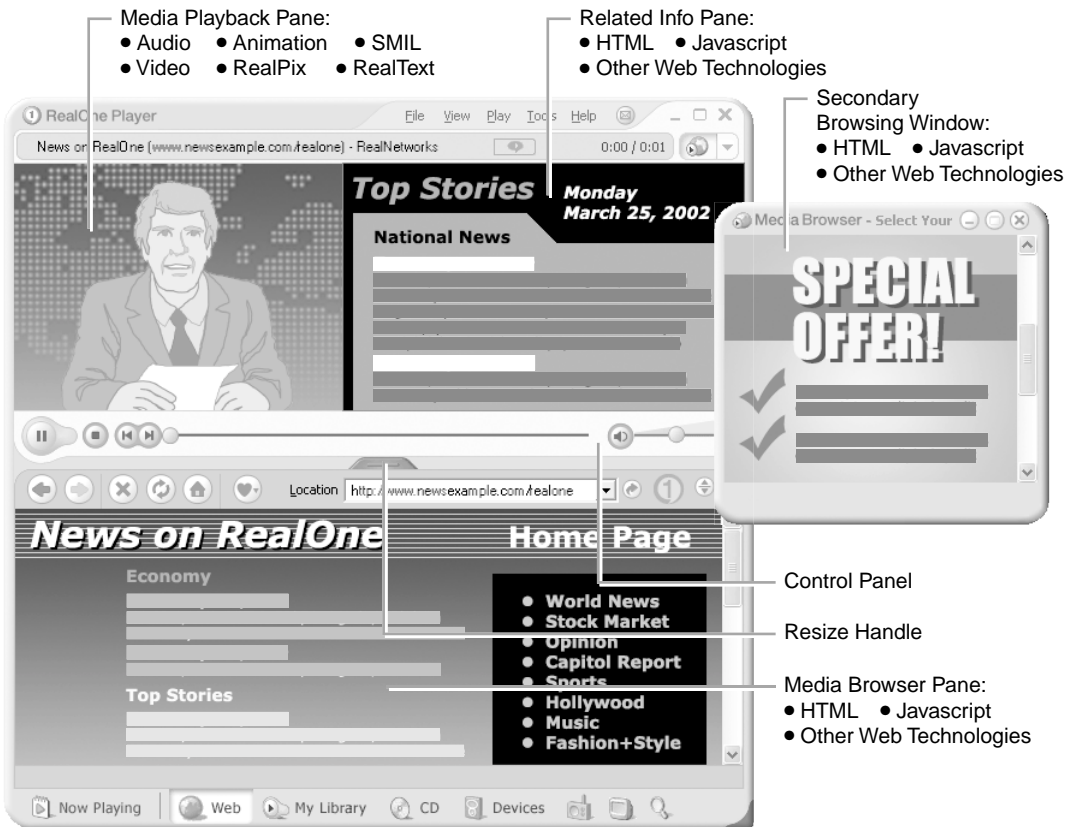 Media Playback Pane:
• Audio • Animation • SMIL
• Video • RealPix • RealText
Related Info Pane:
• HTML • Javascript
• Other Web Technologies
Secondary
Browsing Window:
• HTML • Javascript
• Other Web Technologies
RealOne Player
File View Play Tools Help
News on RealOne (www.newsexample.com/realone) - RealNetworks
0:00 / 0:01
Top Stories
Monday
March 25, 2002
National News
Media Browser - Select Your
SPECIAL
OFFER!
Location http://www.newsexample.com/realone
News on RealOne
Home Page
Economy
Top Stories
• World News
• Stock Market
• Opinion
• Capitol Report
• Sports
• Hollywood
• Music
• Fashion+Style
Control Panel
Resize Handle
Media Browser Pane:
• HTML • Javascript
• Other Web Technologies
Now Playing Web My Library CD Devices